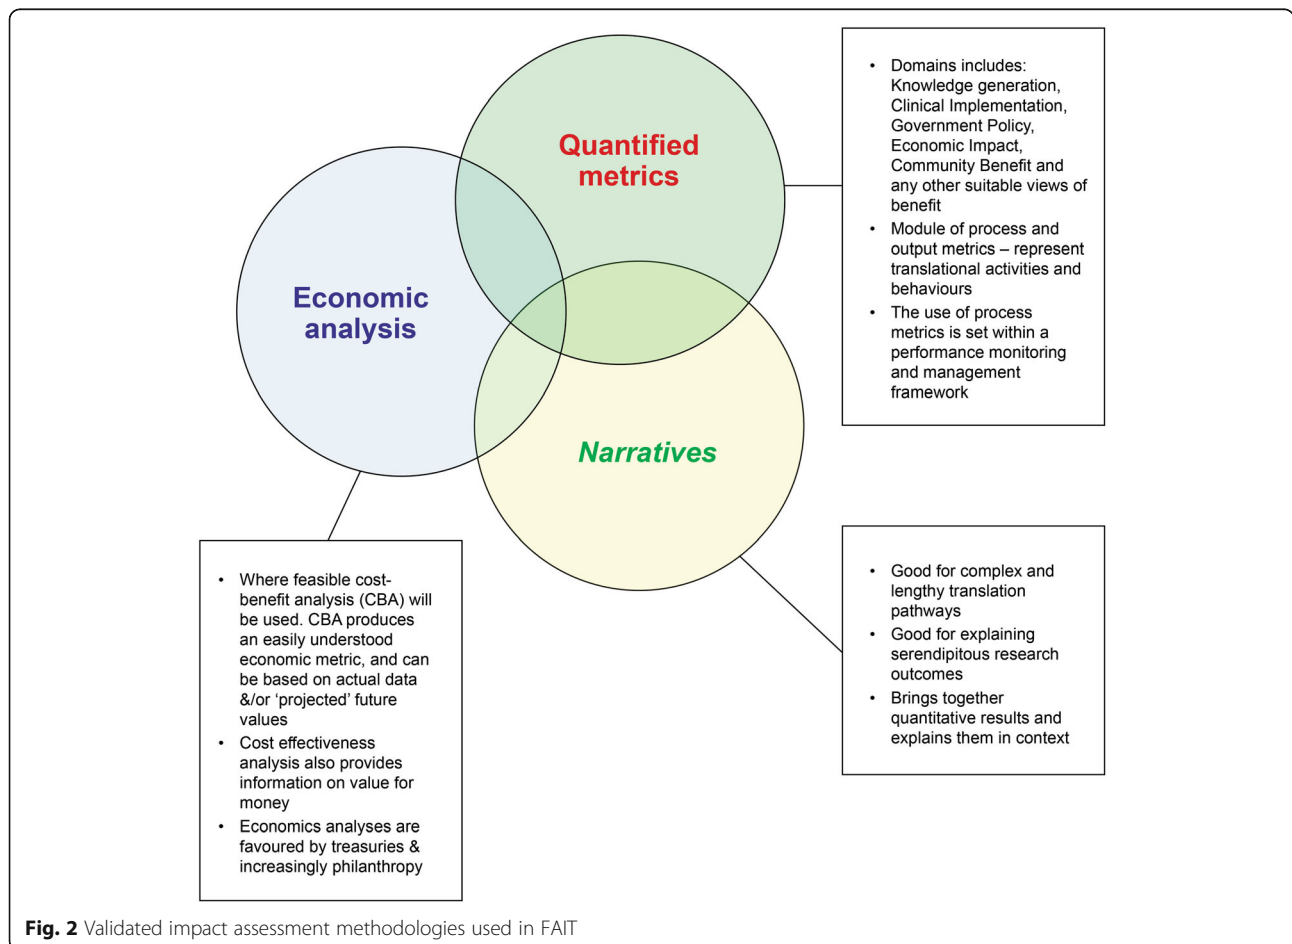 Quantified
metrics
Economic
analysis
Narratives
• Domains includes:
Knowledge generation,
Clinical Implementation,
Government Policy,
Economic Impact,
Community Benefit and
any other suitable views of
benefit
• Module of process and
output metrics – represent
translational activities and
behaviours
• The use of process
metrics is set within a
performance monitoring
and management
framework
• Where feasible cost-
benefit analysis (CBA) will
be used. CBA produces
an easily understood
economic metric, and can
be based on actual data
&/or ‘projected’ future
values
• Cost effectiveness
analysis also provides
information on value for
money
• Economics analyses are
favoured by treasuries &
increasingly philanthropy
• Good for complex and
lengthy translation
pathways
• Good for explaining
serendipitous research
outcomes
• Brings together
quantitative results and
explains them in context
Fig. 2 Validated impact assessment methodologies used in FAIT